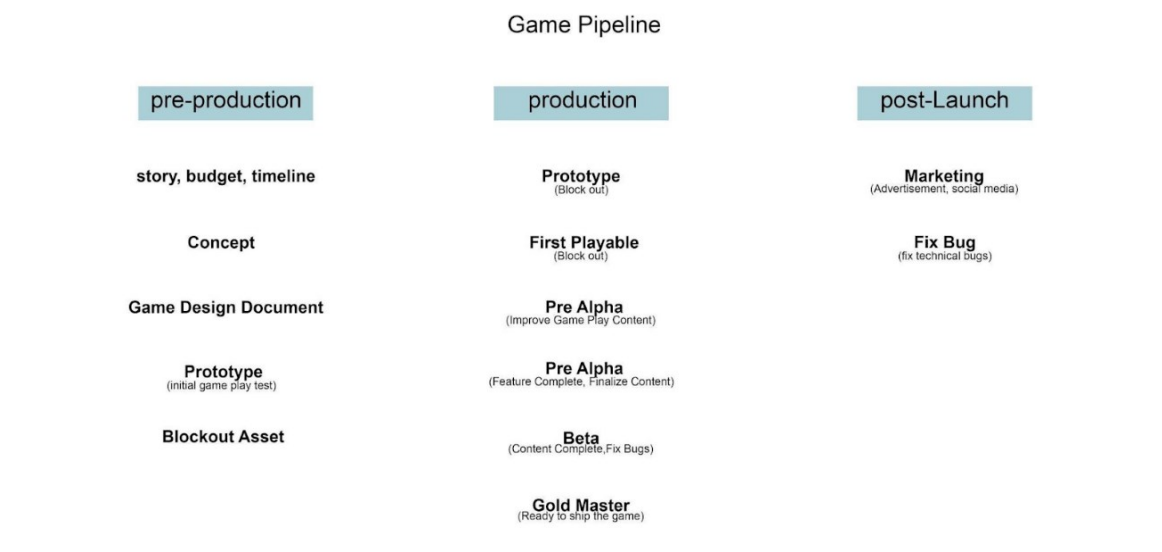 Game Pipeline
pre-production
story, budget, timeline
Concept
Game Design Document
Prototype
(initial game play test)
Blockout Asset
production
Prototype
(Block out)
First Playable
(Block out)
Pre Alpha
(Improve Game Play Content)
Pre Alpha
(Feature Complete, Finalize Content)
Beta
(Content Complete,Fix Bugs)
Gold Master
(Ready to ship the game)
post-Launch
Marketing
(Advertisement, social media)
Fix Bug
(fix technical bugs)